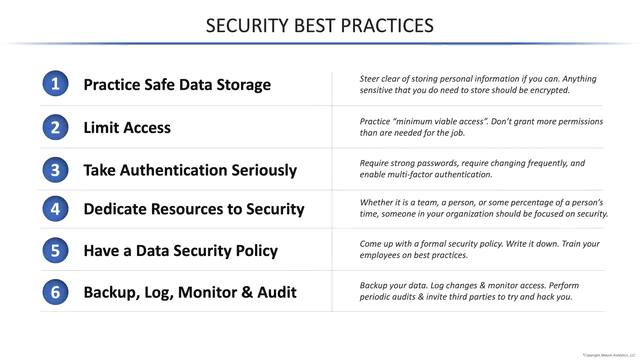 SECURITY BEST PRACTICES
1 Practice Safe Data Storage
Steer clear of storing personal information if you can. Anything
sensitive that you do need to store should be encrypted.
2 Limit Access
Practice “minimum viable access”. Don’t grant more permissions
than are needed for the job.
3 Take Authentication Seriously
Require strong passwords, require changing frequently, and
enable multi-factor authentication.
4 Dedicate Resources to Security
Whether it is a team, a person, or some percentage of a person’s
time, someone in your organization should be focused on security.
5 Have a Data Security Policy
Come up with a formal security policy. Write it down. Train your
employees on best practices.
6 Backup, Log, Monitor & Audit
Backup your data. Log changes & monitor access. Perform
periodic audits & invite third parties to try and hack you.
*Copyright Maven Analytics, LLC